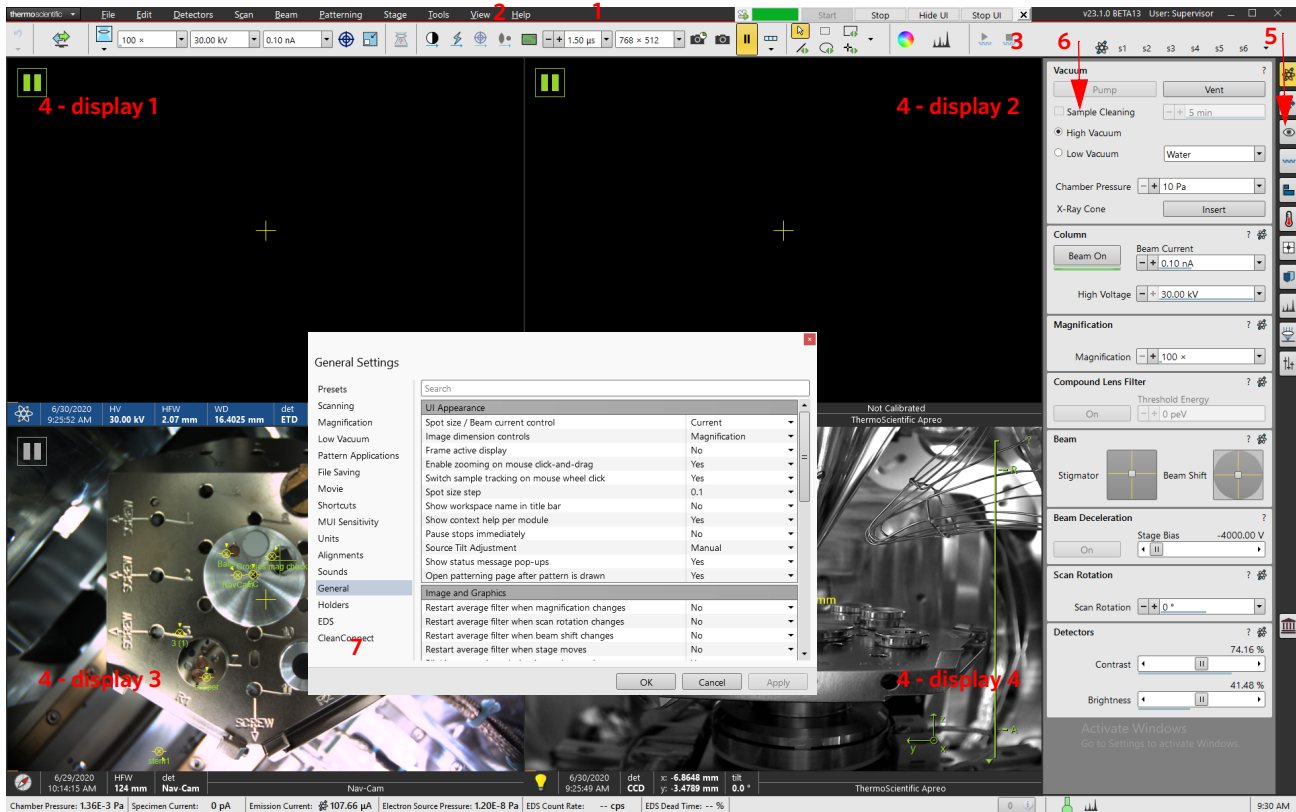 thermoscientific File Edit Detectors Scan Beam Patterning Stage Tools View 2 Help 1 Start Stop Hide UI Stop UI X v23.1.0 BETA13 User: Supervisor
100 × 30.00 kV 0.10 nA 1.50 µs 768 × 512 3 6 s1 s2 s3 s4 s5 s6 5
4 - display 1
4 - display 2
Vacuum ?
Pump Vent
Sample Cleaning 5 min
High Vacuum
Low Vacuum Water
Chamber Pressure 10 Pa
X-Ray Cone Insert
Column ?
Beam On Beam Current
0.10 nA
High Voltage 30.00 kV
Magnification ?
Magnification 100 ×
Compound Lens Filter ?
Threshold Energy
On 0 peV
Beam ?
Stigmator Beam Shift
Beam Deceleration ?
Stage Bias -4000.00 V
On
Scan Rotation ?
Scan Rotation 0 °
Detectors ?
74.16 %
Contrast
41.48 %
Brightness
Activate Windows
Go to Settings to activate Windows.
6/30/2020 HV HFW WD det
9:25:52 AM 30.00 kV 2.07 mm 16.4025 mm ETD
Not Calibrated
ThermoScientific Apreo
General Settings
Presets
Scanning
Magnification
Low Vacuum
Pattern Applications
File Saving
Movie
Shortcuts
MUI Sensitivity
Units
Alignments
Sounds
General
Holders
EDS
CleanConnect
7
Search
UI Appearance
Spot size / Beam current control Current
Image dimension controls Magnification
Frame active display No
Enable zooming on mouse click-and-drag Yes
Switch sample tracking on mouse wheel click Yes
Spot size step 0.1
Show workspace name in title bar No
Show context help per module Yes
Pause stops immediately No
Source Tilt Adjustment Manual
Show status message pop-ups Yes
Open patterning page after pattern is drawn Yes
Image and Graphics
Restart average filter when magnification changes No
Restart average filter when scan rotation changes No
Restart average filter when beam shift changes No
Restart average filter when stage moves No
OK Cancel Apply
SCREW
SCREW
SCREW
NavCam
mag check
3 (1)
stem1
4 - display 3
4 - display 4
?
R
mm
z
y
x
A
6/29/2020 HFW det
10:14:15 AM 124 mm Nav-Cam Nav-Cam
6/30/2020 det x: -6.8648 mm tilt
9:25:49 AM CCD y: -3.4789 mm 0.0 ° ThermoScientific Apreo
Chamber Pressure: 1.36E-3 Pa Specimen Current: 0 pA Emission Current: 107.66 µA Electron Source Pressure: 1.20E-8 Pa EDS Count Rate: -- cps EDS Dead Time: -- % 0 9:30 AM